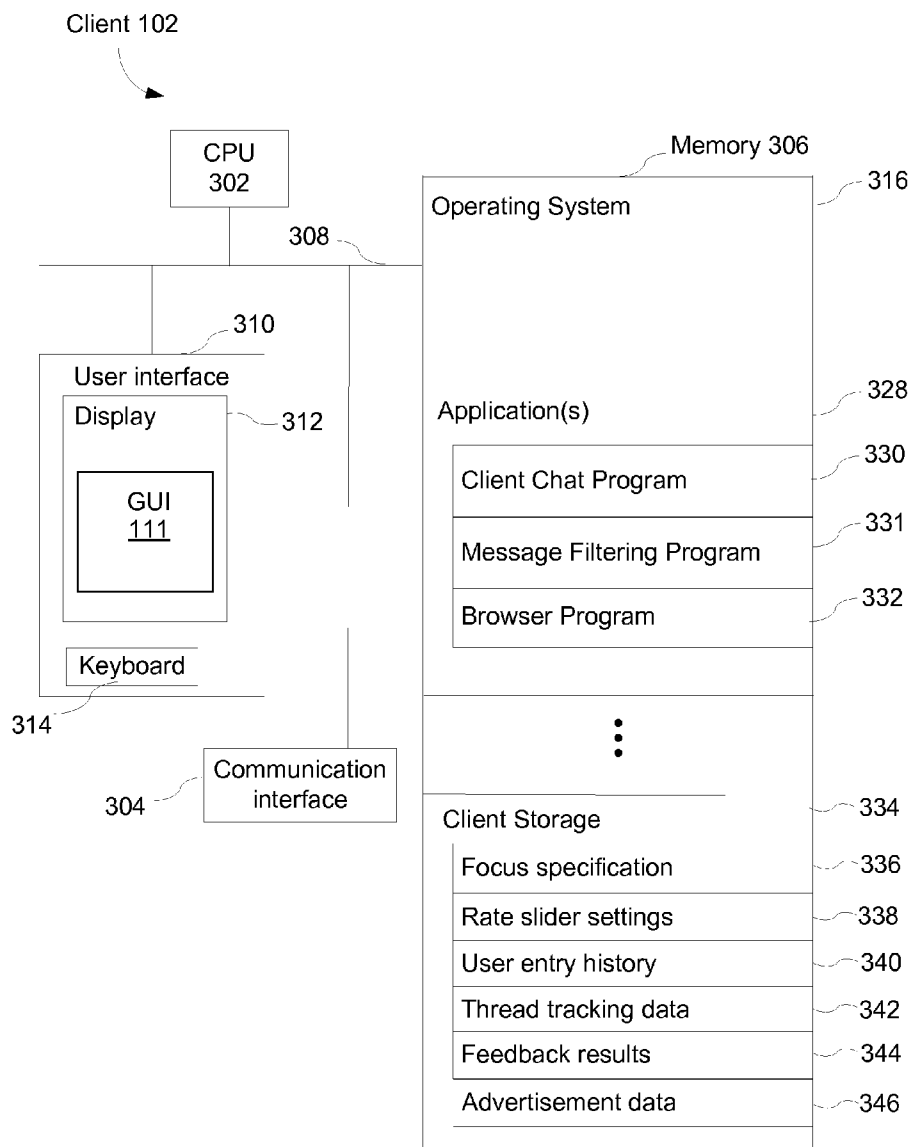 Client 102
CPU
302
Memory 306
316
Operating System
308
310
User interface
Display
312
GUI
111
Keyboard
314
Communication
interface
304
Application(s)
328
Client Chat Program
330
Message Filtering Program
331
Browser Program
332
Client Storage
334
Focus specification
336
Rate slider settings
338
User entry history
340
Thread tracking data
342
Feedback results
344
Advertisement data
346